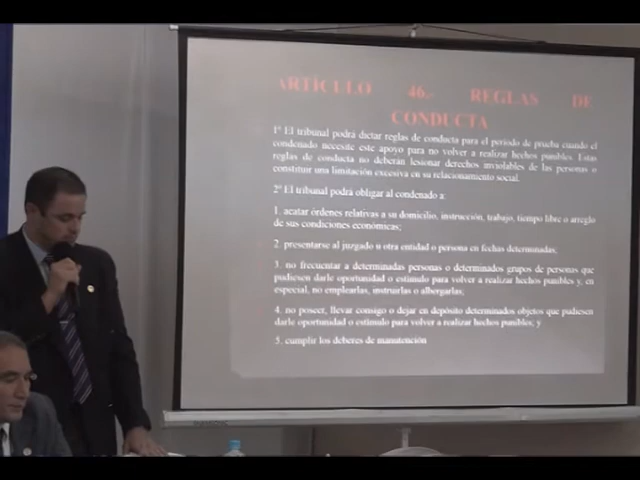 ARTÍCULO 46.- REGLAS DE
CONDUCTA
1º El tribunal podrá dictar reglas de conducta para el período de prueba cuando el
condenado necesite este apoyo para no volver a realizar hechos punibles. Estas
reglas de conducta no deberán lesionar derechos inviolables de las personas o
constituir una limitación excesiva en su relacionamiento social.
2º El tribunal podrá obligar al condenado a:
1. acatar órdenes relativas a su domicilio, instrucción, trabajo, tiempo libre o arreglo
de sus condiciones económicas;
2. presentarse al juzgado u otra entidad o persona en fechas determinadas;
3. no frecuentar a determinadas personas o determinados grupos de personas que
pudiesen darle oportunidad o estímulo para volver a realizar hechos punibles y, en
especial, no emplearlas, instruirlas o albergarlas;
4. no poseer, llevar consigo o dejar en depósito determinados objetos que pudiesen
darle oportunidad o estímulo para volver a realizar hechos punibles; y
5. cumplir los deberes de manutención